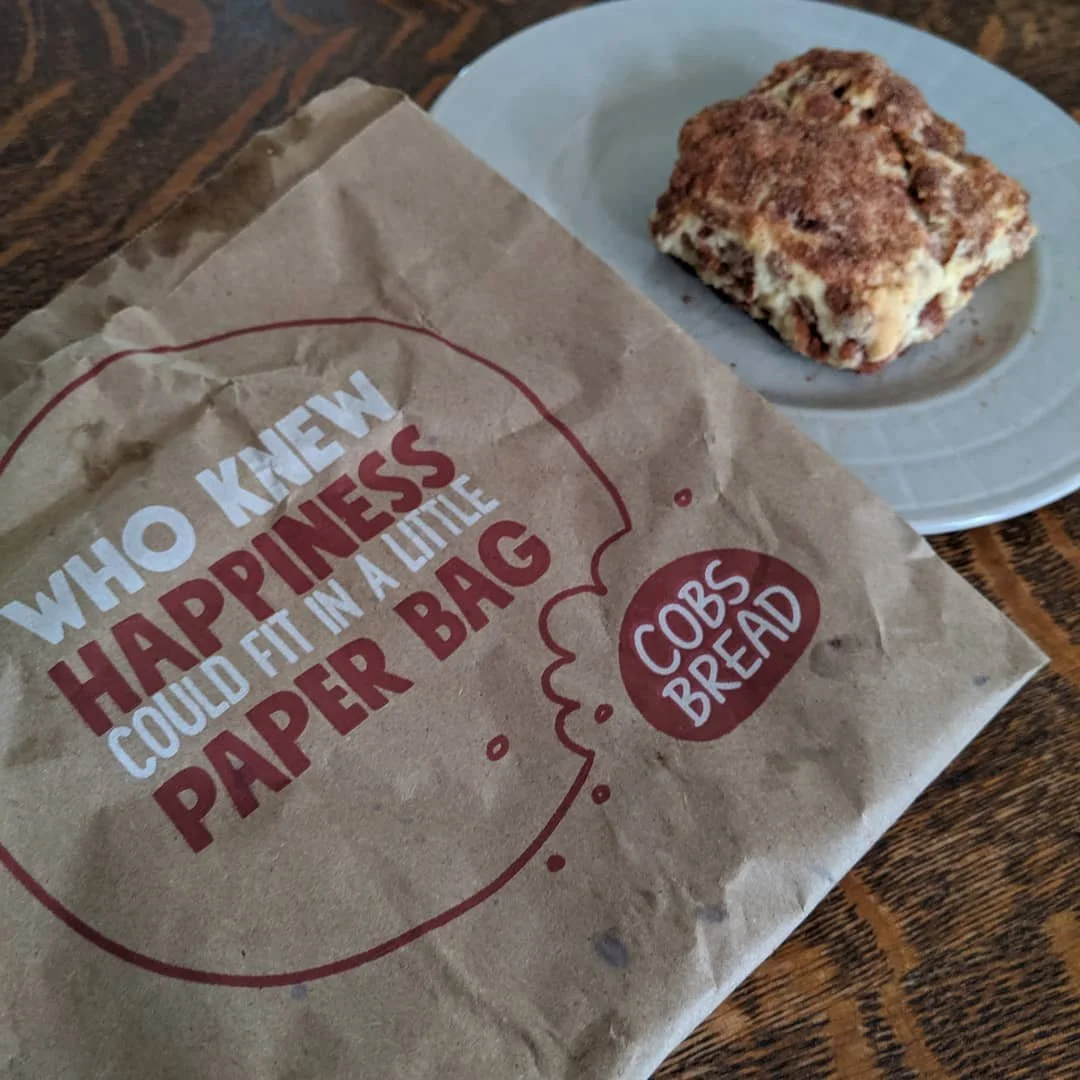 WHO KNEW
HAPPINESS
COULD FIT IN A LITTLE
PAPER BAG
COBS
BREAD